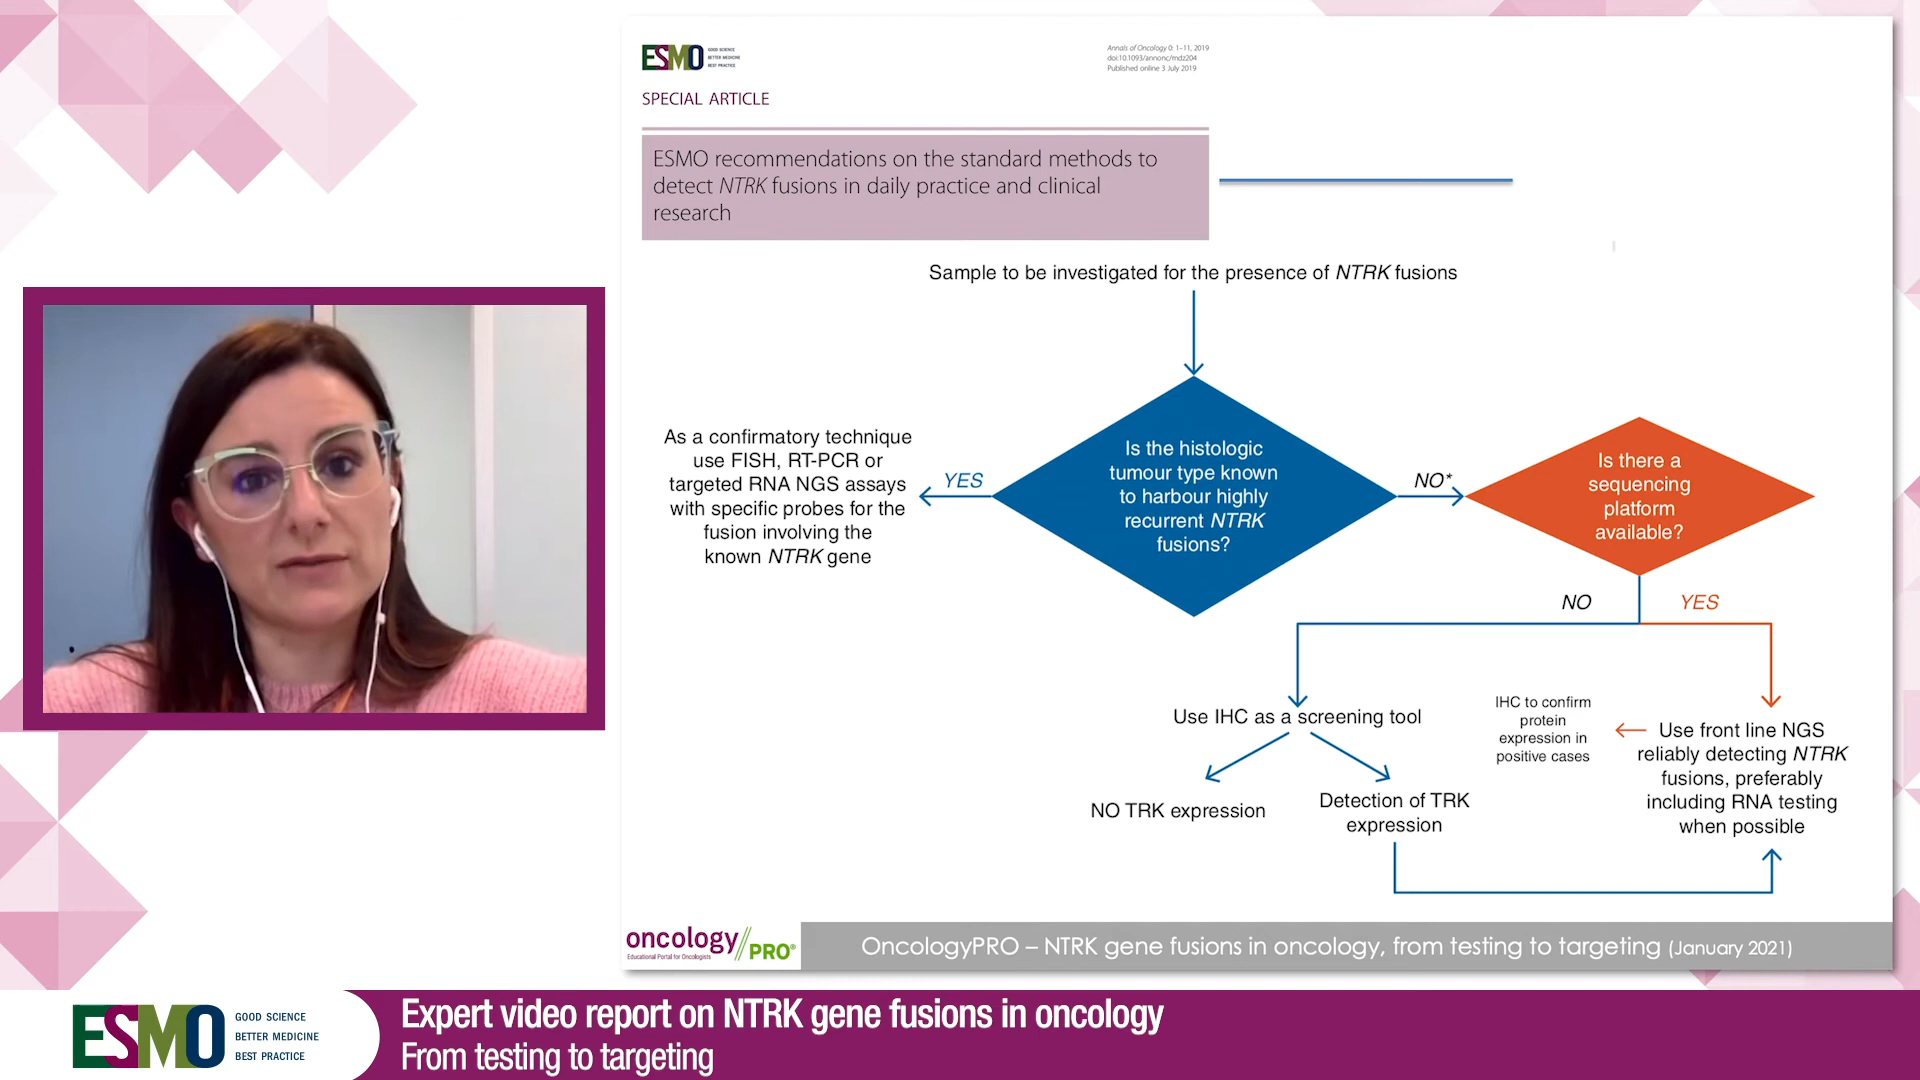 ESMO
GOOD SCIENCE
BETTER MEDICINE
BEST PRACTICE
Annals of Oncology 0: 1–11, 2019
doi:10.1093/annonc/mdz204
Published online 3 July 2019
SPECIAL ARTICLE
ESMO recommendations on the standard methods to
detect NTRK fusions in daily practice and clinical
research
Sample to be investigated for the presence of NTRK fusions
As a confirmatory technique
use FISH, RT-PCR or
targeted RNA NGS assays
with specific probes for the
fusion involving the
known NTRK gene
YES
Is the histologic
tumour type known
to harbour highly
recurrent NTRK
fusions?
NO*
Is there a
sequencing
platform
available?
NO
YES
Use IHC as a screening tool
NO TRK expression
Detection of TRK
expression
IHC to confirm
protein
expression in
positive cases
Use front line NGS
reliably detecting NTRK
fusions, preferably
including RNA testing
when possible
oncology PRO®
Educational Portal for Oncologists
OncologyPRO – NTRK gene fusions in oncology, from testing to targeting (January 2021)
ESMO
GOOD SCIENCE
BETTER MEDICINE
BEST PRACTICE
Expert video report on NTRK gene fusions in oncology
From testing to targeting